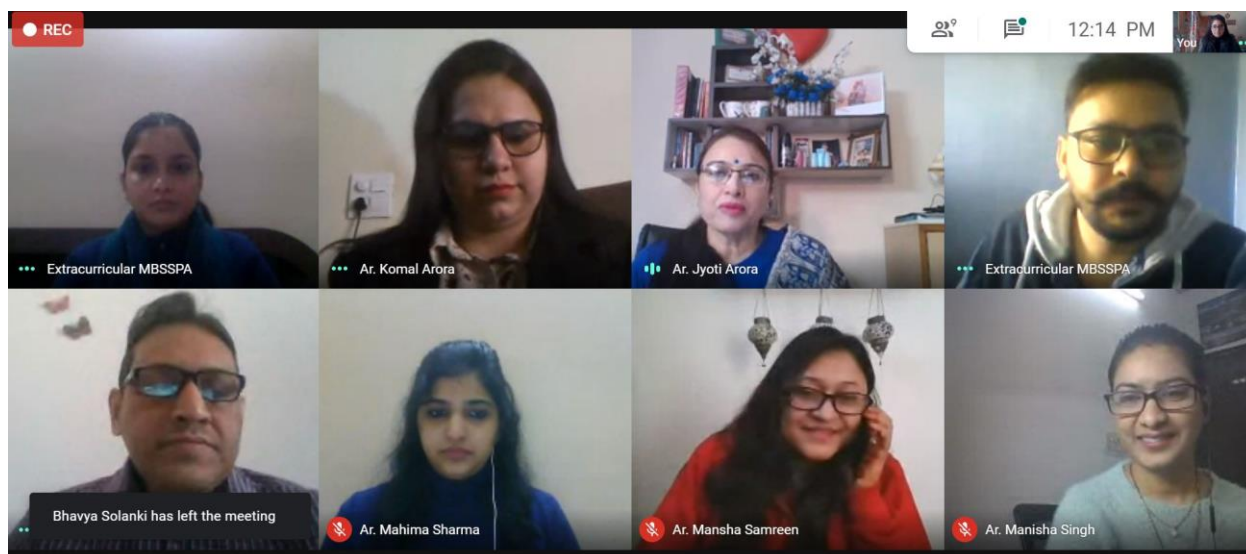 REC
9
12:14 PM
You
Extracurricular MBSSPA
Ar. Komal Arora
Ar. Jyoti Arora
Extracurricular MBSSPA
Bhavya Solanki has left the meeting
Ar. Mahima Sharma
Ar. Mansha Samreen
Ar. Manisha Singh